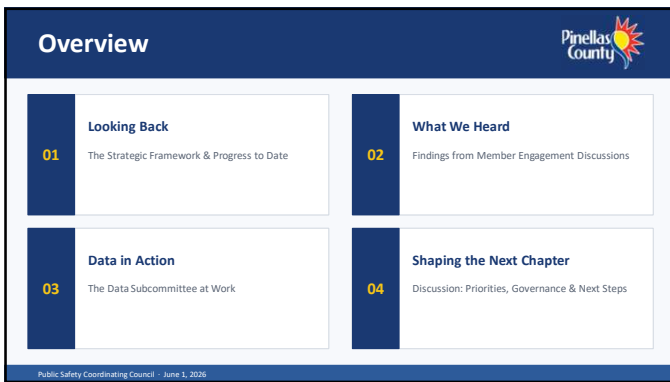 Overview
Pinellas
County
01
Looking Back
The Strategic Framework & Progress to Date
02
What We Heard
Findings from Member Engagement Discussions
03
Data in Action
The Data Subcommittee at Work
04
Shaping the Next Chapter
Discussion: Priorities, Governance & Next Steps
Public Safety Coordinating Council · June 1, 2026